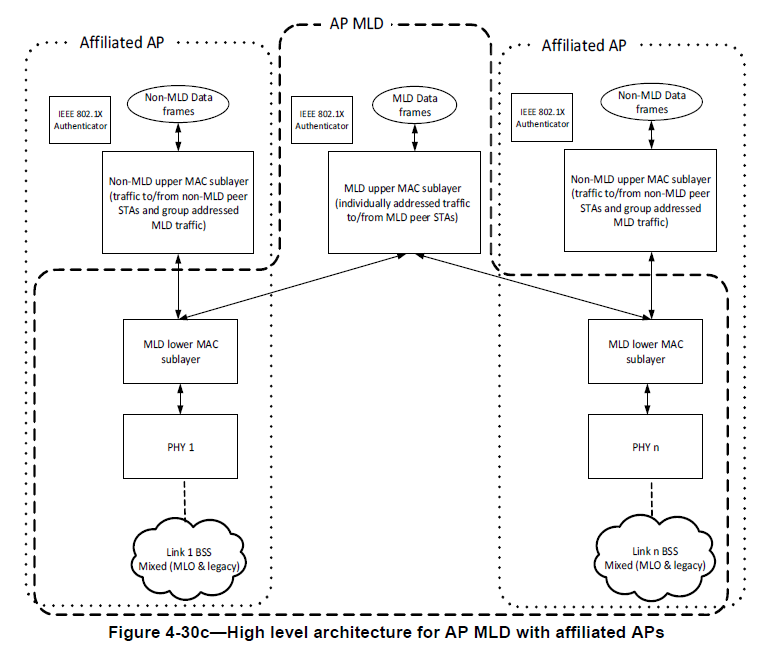 AP MLD
Affiliated AP
Affiliated AP
IEEE 802.1X
Authenticator
Non-MLD Data
frames
IEEE 802.1X
Authenticator
MLD Data
frames
IEEE 802.1X
Authenticator
Non-MLD Data
frames
Non-MLD upper MAC sublayer
(traffic to/from non-MLD peer
STAs and group addressed
MLD traffic)
MLD upper MAC sublayer
(individually addressed traffic
to/from MLD peer STAs)
Non-MLD upper MAC sublayer
(traffic to/from non-MLD peer
STAs and group addressed
MLD traffic)
MLD lower MAC
sublayer
MLD lower MAC
sublayer
PHY 1
PHY n
Link 1 BSS
Mixed (MLO & legacy)
Link n BSS
Mixed (MLO & legacy)
Figure 4-30c—High level architecture for AP MLD with affiliated APs